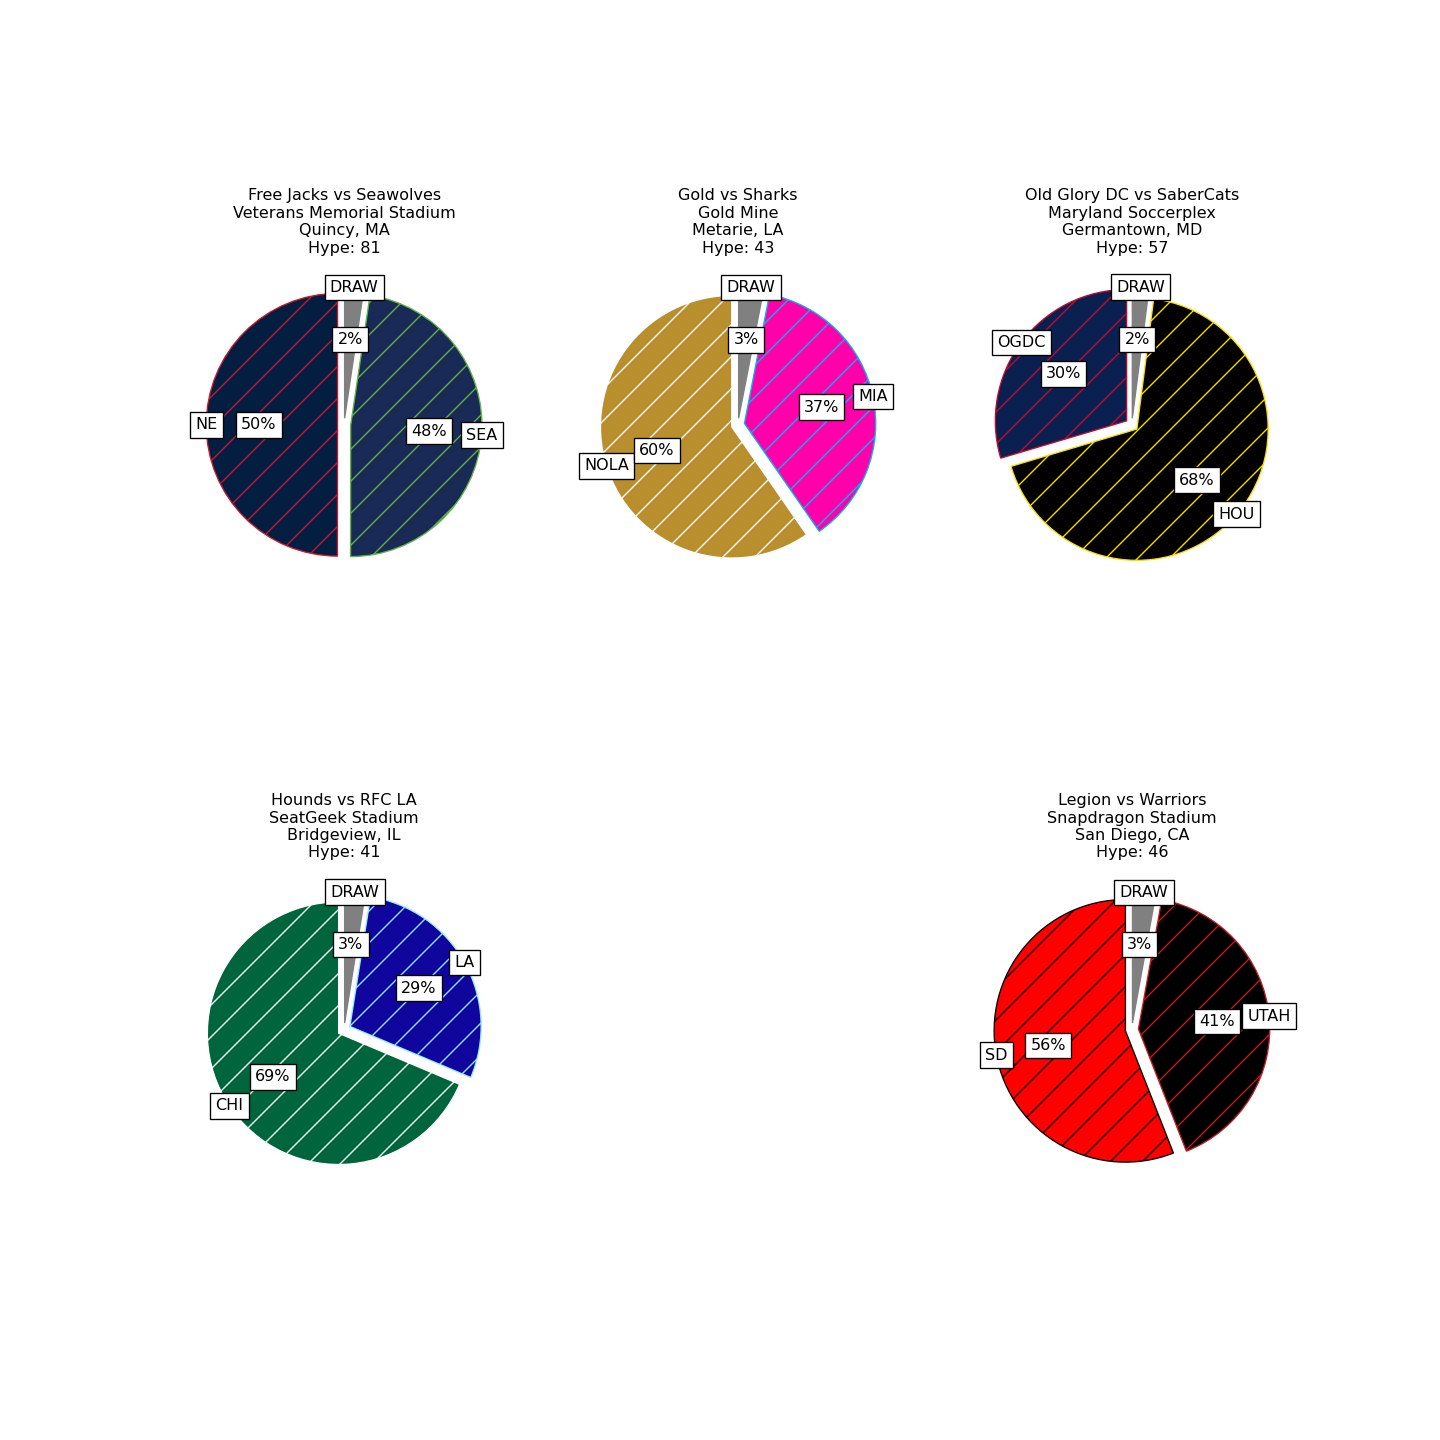 Free Jacks vs Seawolves
Veterans Memorial Stadium
Quincy, MA
Hype: 81
DRAW
2%
NE
50%
48%
SEA
Gold vs Sharks
Gold Mine
Metarie, LA
Hype: 43
DRAW
3%
MIA
37%
60%
NOLA
Old Glory DC vs SaberCats
Maryland Soccerplex
Germantown, MD
Hype: 57
DRAW
2%
OGDC
30%
68%
HOU
Hounds vs RFC LA
SeatGeek Stadium
Bridgeview, IL
Hype: 41
DRAW
3%
LA
29%
69%
CHI
Legion vs Warriors
Snapdragon Stadium
San Diego, CA
Hype: 46
DRAW
3%
41%
UTAH
56%
SD